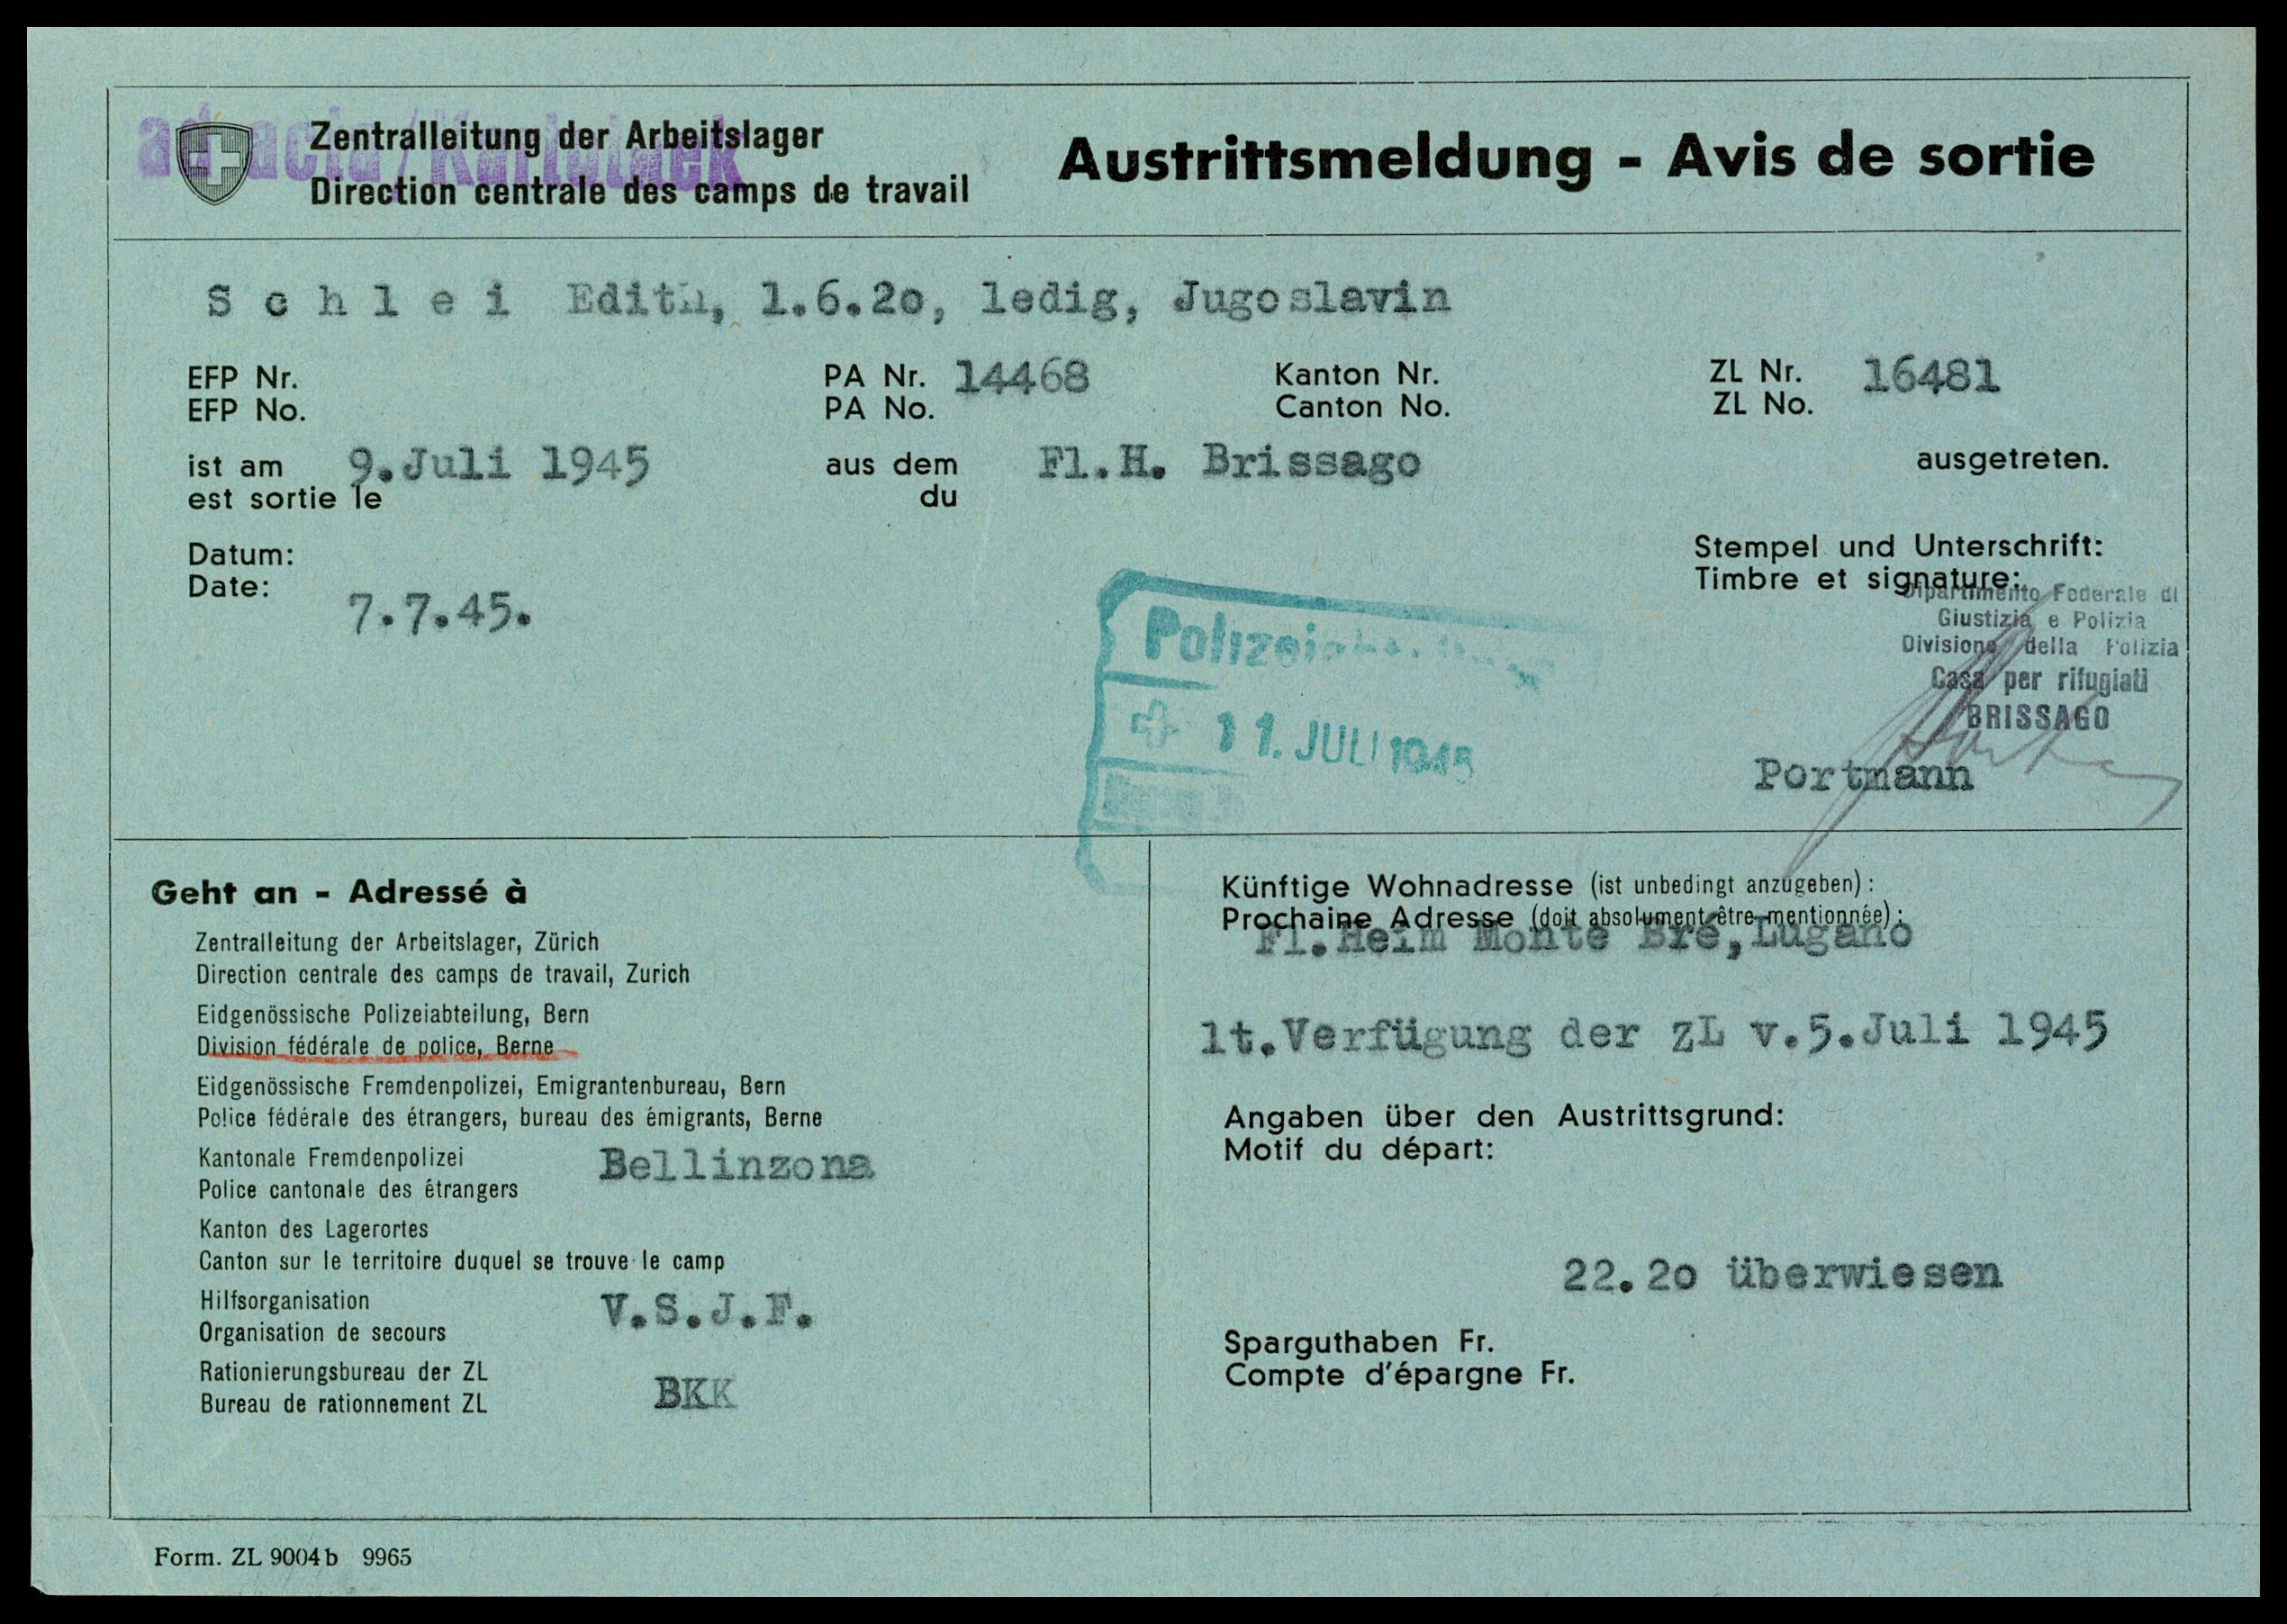 ad acta/Kartothek
Zentralleitung der Arbeitslager
Direction centrale des camps de travail
Austrittsmeldung - Avis de sortie
Schlei Edith, 1.6.2o, ledig, Jugoslavin
EFP Nr.
EFP No.
PA Nr. 14468
PA No.
Kanton Nr.
Canton No.
ZL Nr. 16481
ZL No.
ist am 9.Juli 1945 aus dem Fl.H. Brissago ausgetreten.
est sortie le du
Datum:
Date:
7.7.45.
Stempel und Unterschrift:
Timbre et signature:
Dipartimento Federale di
Giustizia e Polizia
Divisione della Polizia
Casa per rifugiati
BRISSAGO
Portmann
11. JULI 1945
Geht an - Adressé à
Zentralleitung der Arbeitslager, Zürich
Direction centrale des camps de travail, Zurich
Eidgenössische Polizeiabteilung, Bern
Division fédérale de police, Berne
Eidgenössische Fremdenpolizei, Emigrantenbureau, Bern
Police fédérale des étrangers, bureau des émigrants, Berne
Kantonale Fremdenpolizei Bellinzona
Police cantonale des étrangers
Kanton des Lagerortes
Canton sur le territoire duquel se trouve le camp
Hilfsorganisation V.S.J.F.
Organisation de secours
Rationierungsbureau der ZL BKK
Bureau de rationnement ZL
Künftige Wohnadresse (ist unbedingt anzugeben):
Prochaine Adresse (doit absolument être mentionnée):
Fl.Heim Monte Bré, Lugano
lt.Verfügung der ZL v.5.Juli 1945
Angaben über den Austrittsgrund:
Motif du départ:
22.2o überwiesen
Sparguthaben Fr.
Compte d'épargne Fr.
Form. ZL 9004b 9965